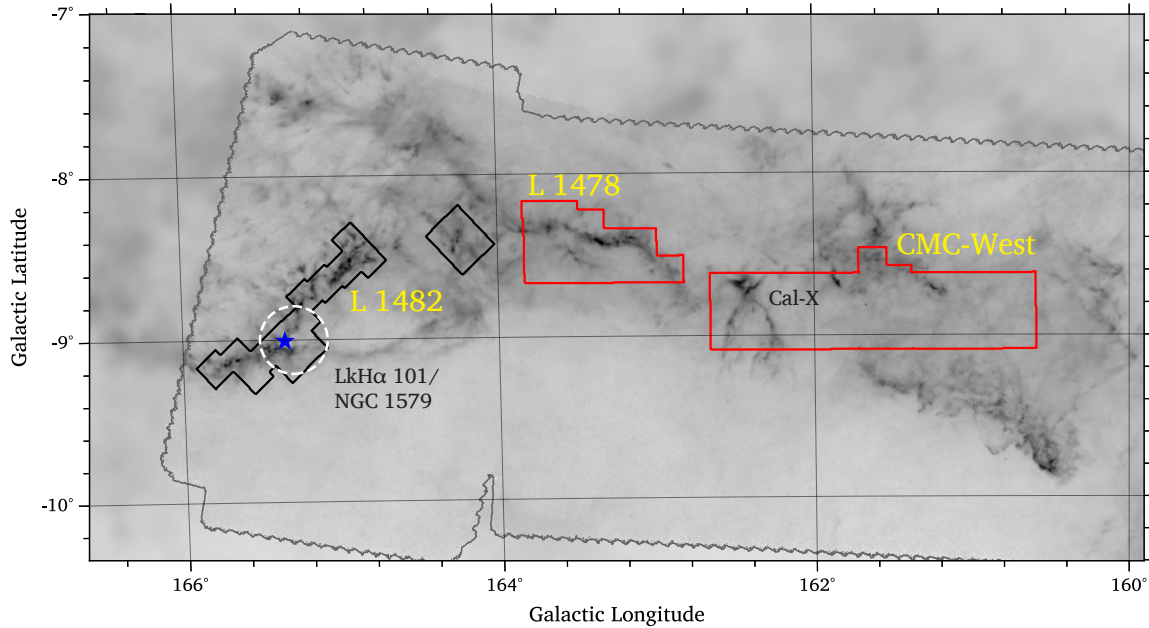 -7°
-8°
L 1478
CMC-West
Cal-X
L 1482
-9°
LkHα 101/
NGC 1579
-10°
Galactic Latitude
166° 164° 162° 160°
Galactic Longitude